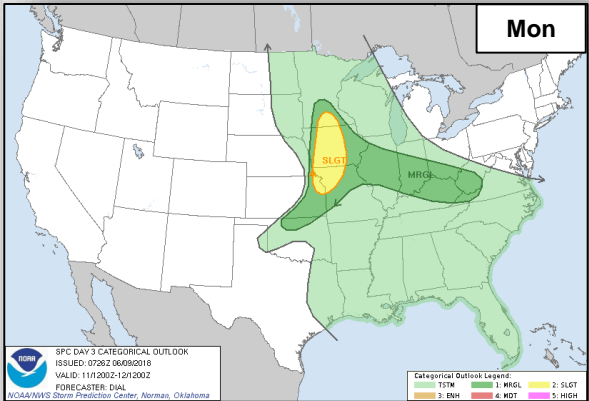 Mon
SLGT
MRGL
SPC DAY 3 CATEGORICAL OUTLOOK
ISSUED: 0726Z 06/09/2018
VALID: 11/1200Z-12/1200Z
FORECASTER: DIAL
NOAA/NWS Storm Prediction Center, Norman, Oklahoma
NOAA
Categorical Outlook Legend:
TSTM 1: MRGL 2: SLGT
3: ENH 4: MDT 5: HIGH